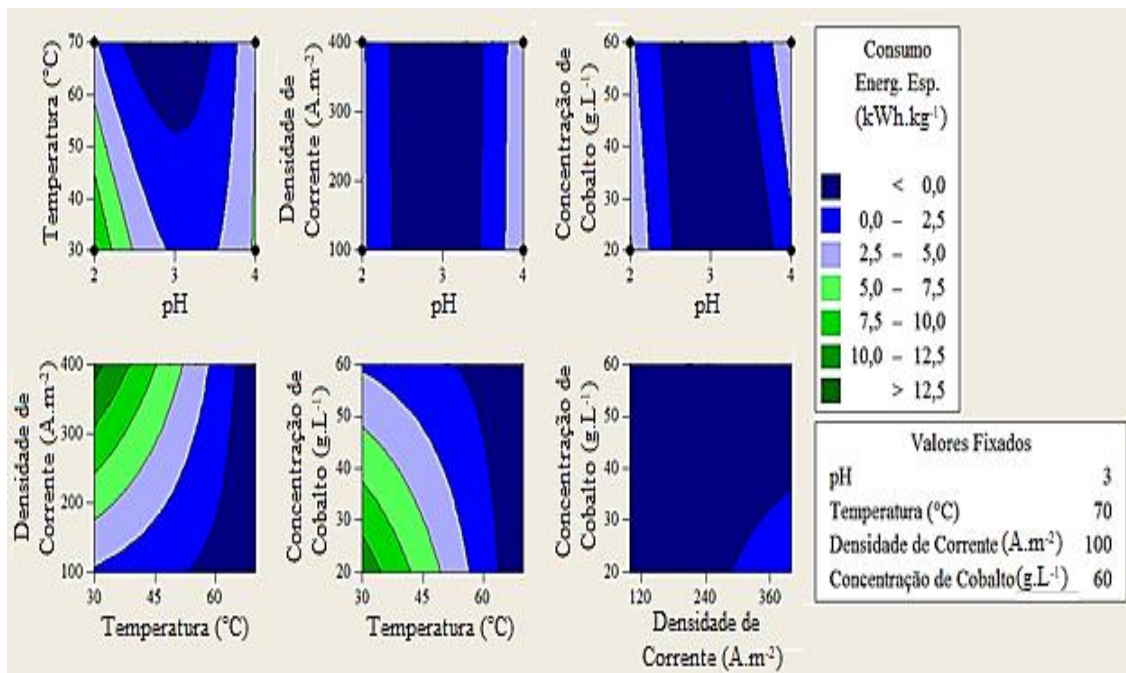 Temperatura (°C)
70
60
50
40
30
2
3
4
pH
Densidade de
Corrente (A.m-2)
400
300
200
100
2
3
4
pH
Concentração de
Cobalto (g.L-1)
60
50
40
30
20
2
3
4
pH
Densidade de
Corrente (A.m-2)
400
300
200
100
30
45
60
Temperatura (°C)
Concentração de
Cobalto (g.L-1)
60
50
40
30
20
30
45
60
Temperatura (°C)
Concentração de
Cobalto (g.L-1)
60
50
40
30
20
120
240
360
Densidade de
Corrente (A.m-2)
Consumo
Energ. Esp.
(kWh.kg-1)
< 0,0
0,0 – 2,5
2,5 – 5,0
5,0 – 7,5
7,5 – 10,0
10,0 – 12,5
> 12,5
Valores Fixados
pH 3
Temperatura (°C) 70
Densidade de Corrente (A.m-2) 100
Concentração de Cobalto (g.L-1) 60